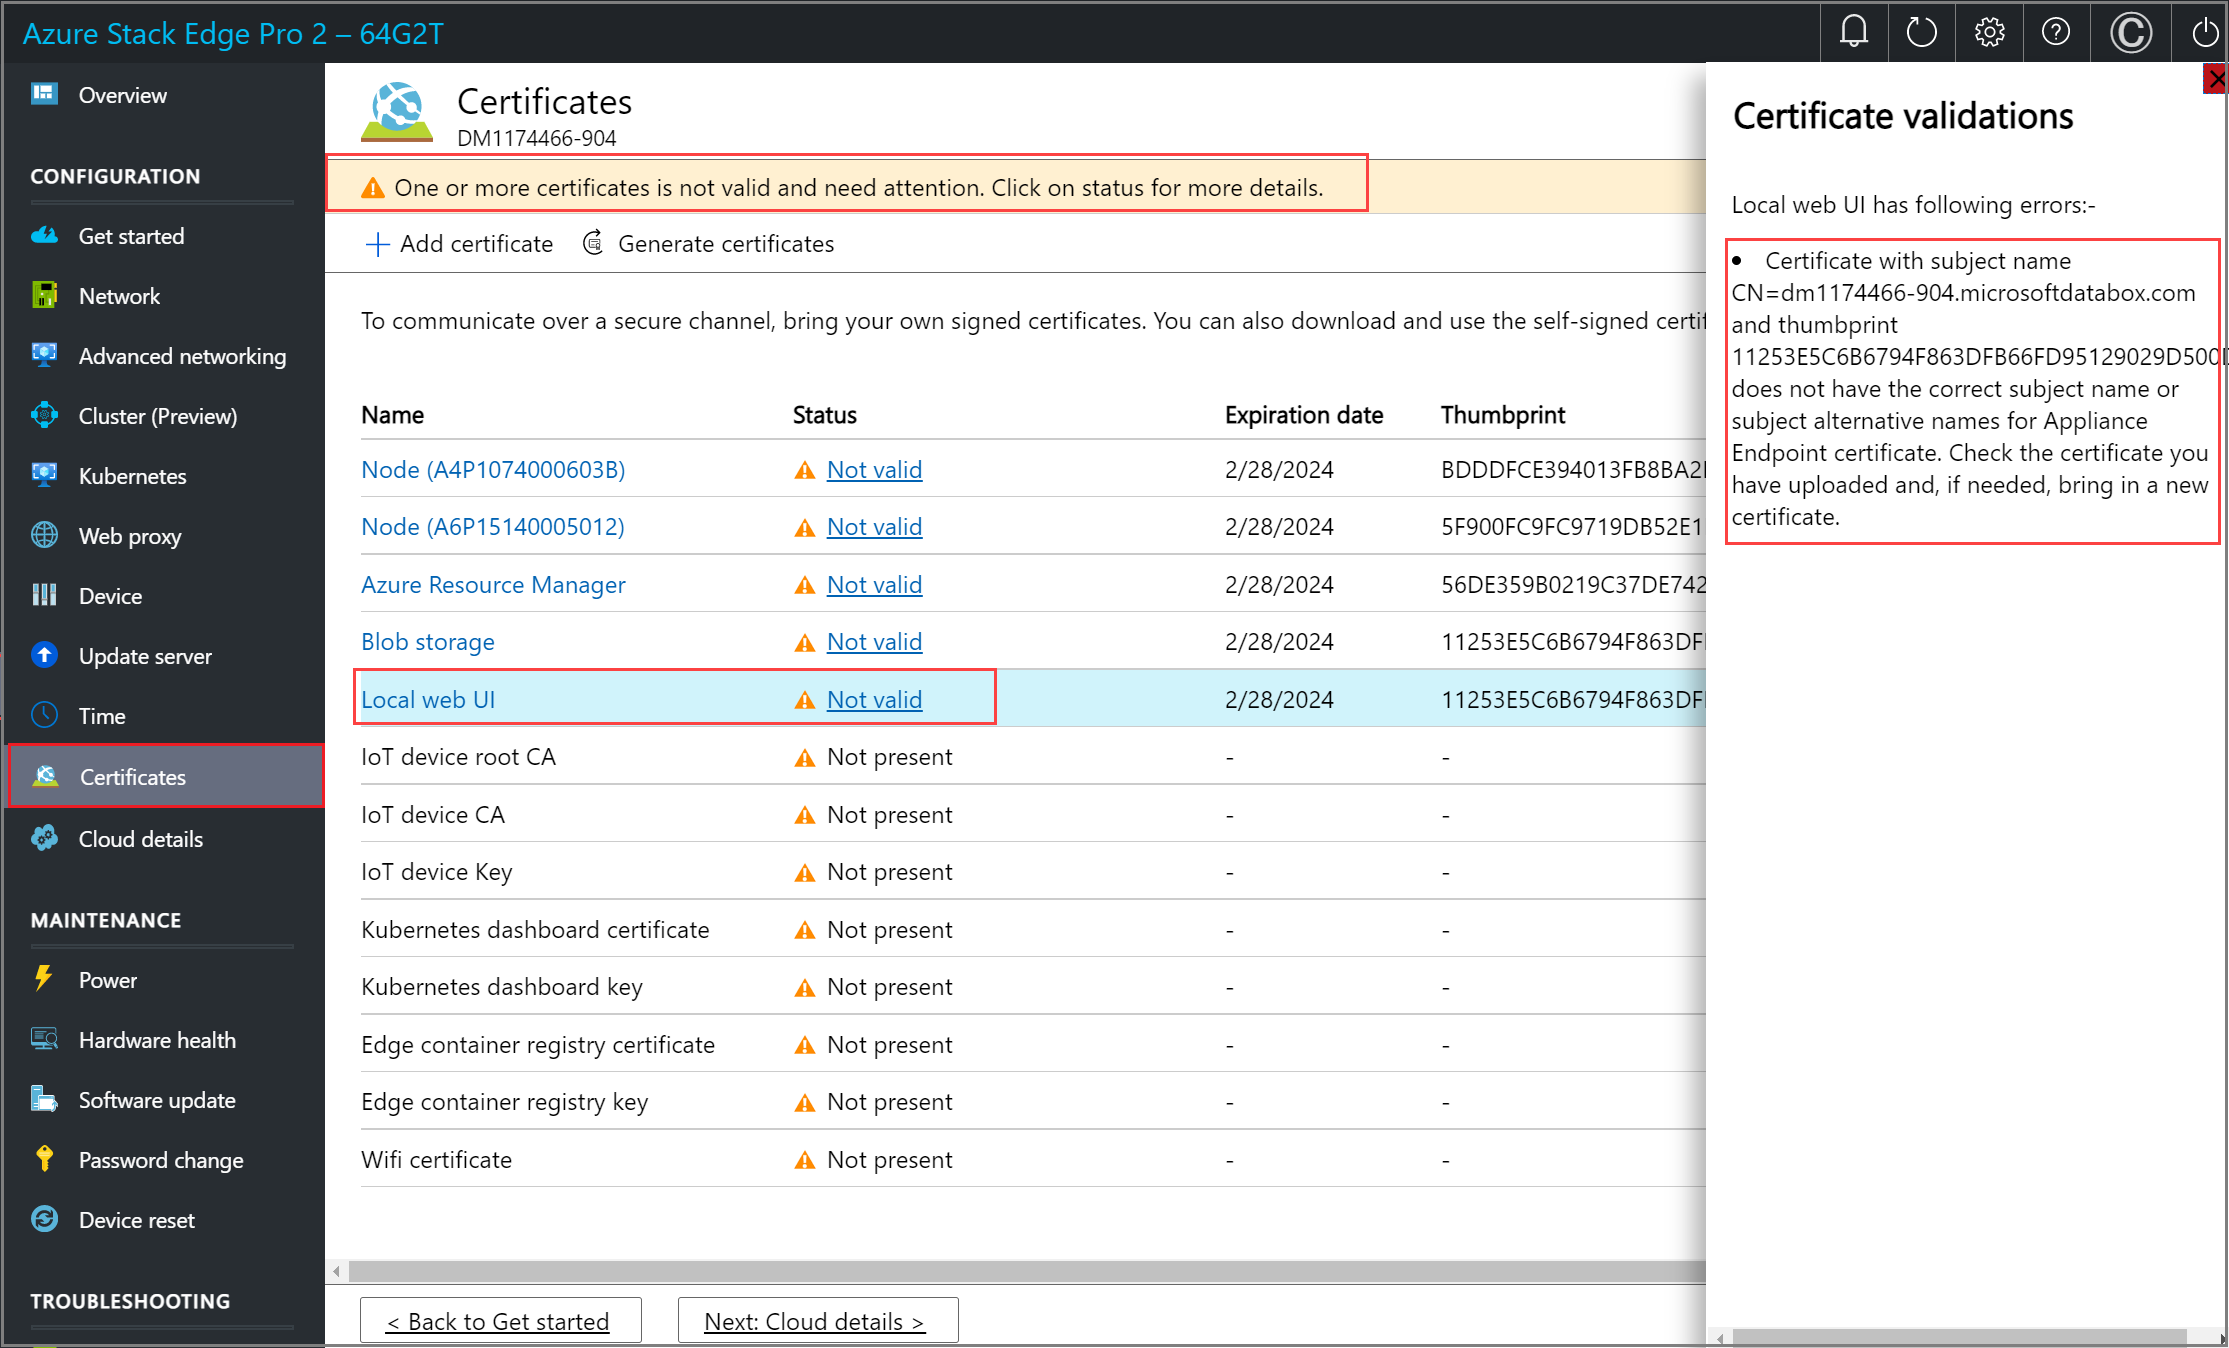 Azure Stack Edge Pro 2 – 64G2T
Overview
CONFIGURATION
Get started
Network
Advanced networking
Cluster (Preview)
Kubernetes
Web proxy
Device
Update server
Time
Certificates
Cloud details
MAINTENANCE
Power
Hardware health
Software update
Password change
Device reset
TROUBLESHOOTING
Certificates
DM1174466-904
One or more certificates is not valid and need attention. Click on status for more details.
Add certificate Generate certificates
To communicate over a secure channel, bring your own signed certificates. You can also download and use the self-signed certif
Name Status Expiration date Thumbprint
Node (A4P1074000603B) Not valid 2/28/2024 BDDDFCE394013FB8BA2
Node (A6P15140005012) Not valid 2/28/2024 5F900FC9FC9719DB52E1
Azure Resource Manager Not valid 2/28/2024 56DE359B0219C37DE742
Blob storage Not valid 2/28/2024 11253E5C6B6794F863DF
Local web UI Not valid 2/28/2024 11253E5C6B6794F863DF
IoT device root CA Not present - -
IoT device CA Not present - -
IoT device Key Not present - -
Kubernetes dashboard certificate Not present - -
Kubernetes dashboard key Not present - -
Edge container registry certificate Not present - -
Edge container registry key Not present - -
Wifi certificate Not present - -
< Back to Get started Next: Cloud details >
Certificate validations
Local web UI has following errors:-
• Certificate with subject name
CN=dm1174466-904.microsoftdatabox.com
and thumbprint
11253E5C6B6794F863DFB66FD95129029D500
does not have the correct subject name or
subject alternative names for Appliance
Endpoint certificate. Check the certificate you
have uploaded and, if needed, bring in a new
certificate.